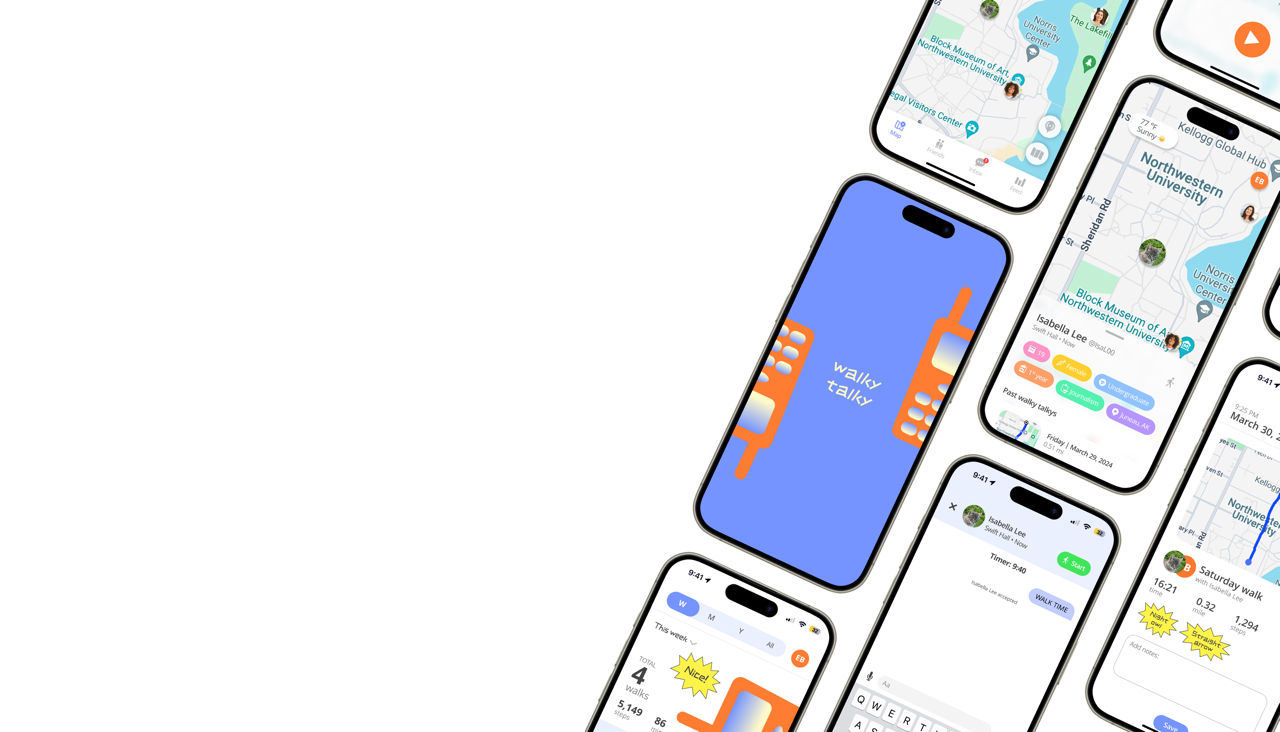 Norris
University
Center
The Lakefill
Block Museum of Art,
Northwestern University
egal Visitors Center
Map
Friends
Inbox
Feed
77 °F
Sunny
Kellogg Global Hub
Northwestern
University
EB
Sheridan Rd
y Pl
St
Norris
University
Center
Block Museum of A
Northwestern University
Isabella Lee @IsaL00
Swift Hall • Now
19
Female
Undergraduate
1st year
Journalism
Juneau, AK
Past walky talkys
Friday | March 29, 2024
0.51 mi
walky
talky
9:41
Isabella Lee
Swift Hall • Now
Start
Timer: 9:40
Isabella Lee accepted
WALK TIME
Aa
Q W E R T
A
9:41
W
M
Y
All
This week
EB
TOTAL
4
walks
5,149
steps
86
Nice!
9:41
9:25 PM
March 30, 2
Kellogg
Northwestern
University
Saturday walk
with Isabella Lee
16:21
time
0.32
mile
1,294
steps
Night
owl
Straight
arrow
Add notes:
Save